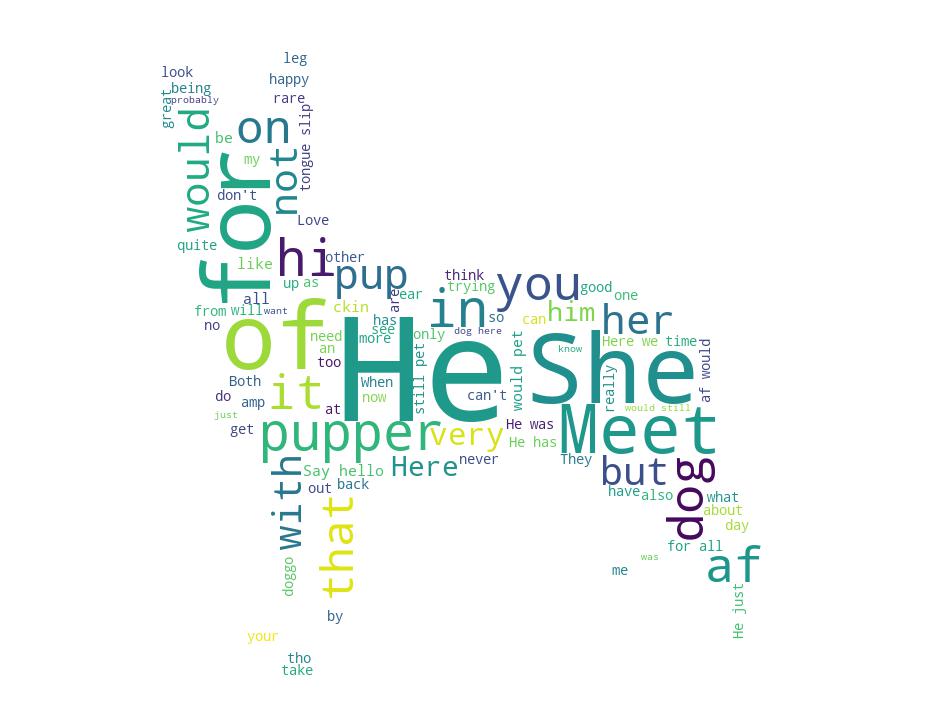 leg
look
happy
being
probably
great
rare
tongue slip
would
on
be
not
my
for
don't
Love
quite
hi
other
like
pup
think
you
up as
trying
good
are
ear
one
all
in
from
will
want
ckin
so
can
him
her
no
has
of
see
dog here
need
more
only
He
She
Here we
time
an
know
too
still pet
would pet
really
af would
Both
When
it
now
can't
do
amp
at
would still
just
Meet
get
pupper
very
He was
He has
They
but
Here
never
dog
with
Say hello
out
back
have
also
what
that
about
day
for all
was
af
doggo
me
He just
by
your
tho
take